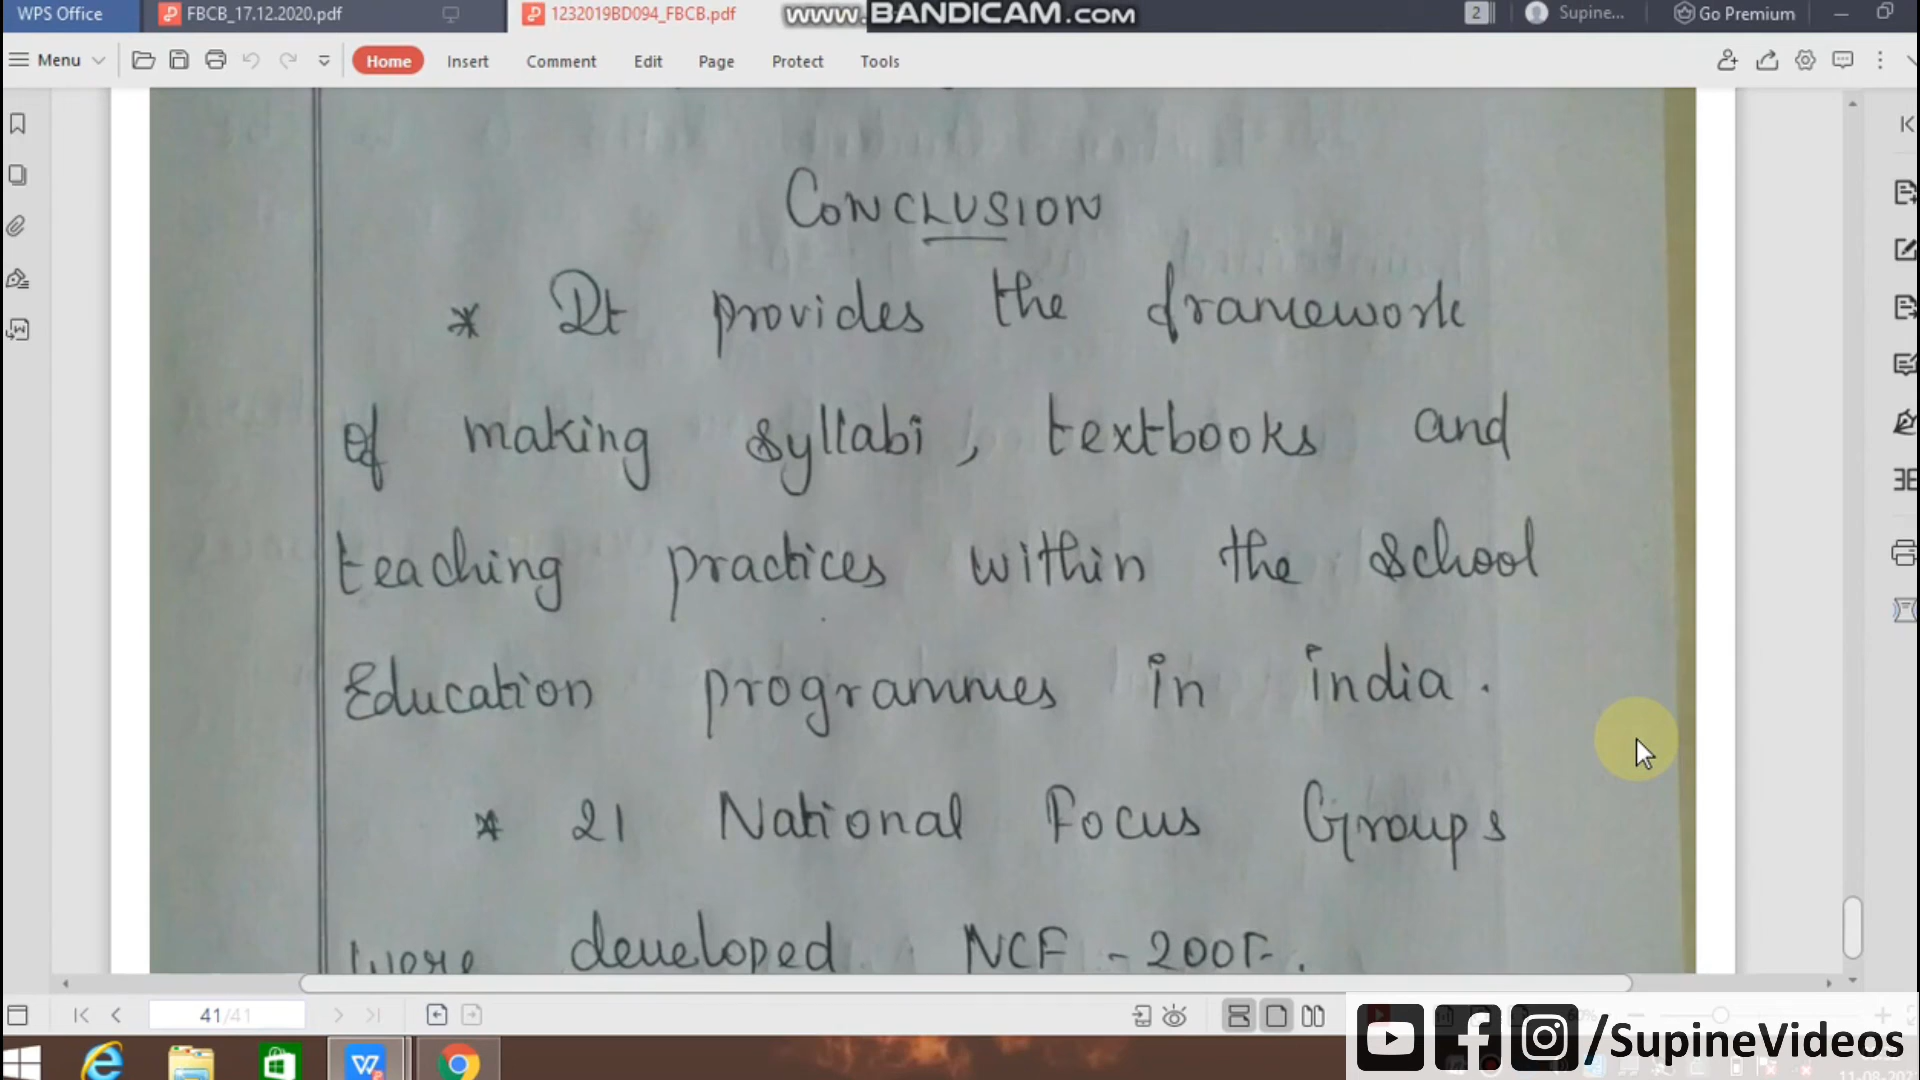 WPS Office
FBCB_17.12.2020.pdf
1232019BD094_FBCB.pdf
www.BANDICAM.COM
2
Supine...
Go Premium
Menu
Home
Insert
Comment
Edit
Page
Protect
Tools
CONCLUSION
* It provides the framework
of making syllabi, textbooks and
teaching practices within the school
Education programmes in india.
* 21 National Focus Groups
were developed NCF - 2005.
41/41
/SupineVideos